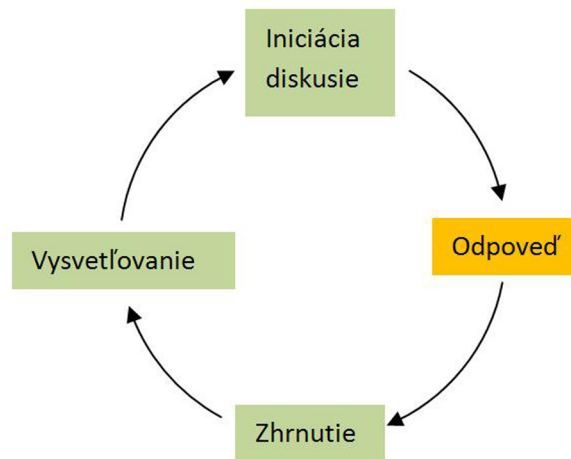 Iniciácia
diskusie
Odpoveď
Zhrnutie
Vysvetľovanie